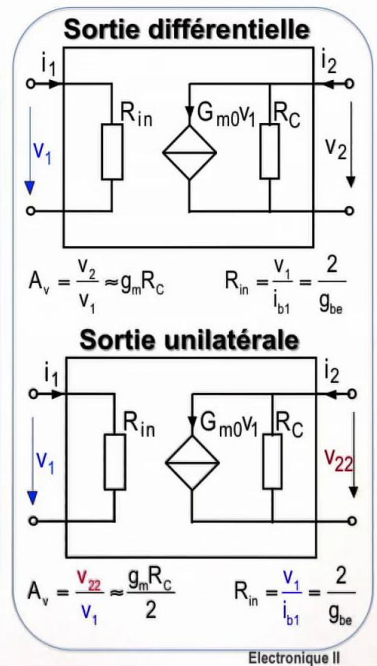 Sortie différentielle
i1 i2
Rin Gm0v1 RC
v1 v2
Av = v2/v1 ≈ gmRC Rin = v1/ib1 = 2/gbe
Sortie unilatérale
i1 i2
Rin Gm0v1 RC
v1 v22
Av = v22/v1 ≈ gmRC/2 Rin = v1/ib1 = 2/gbe
Electronique II